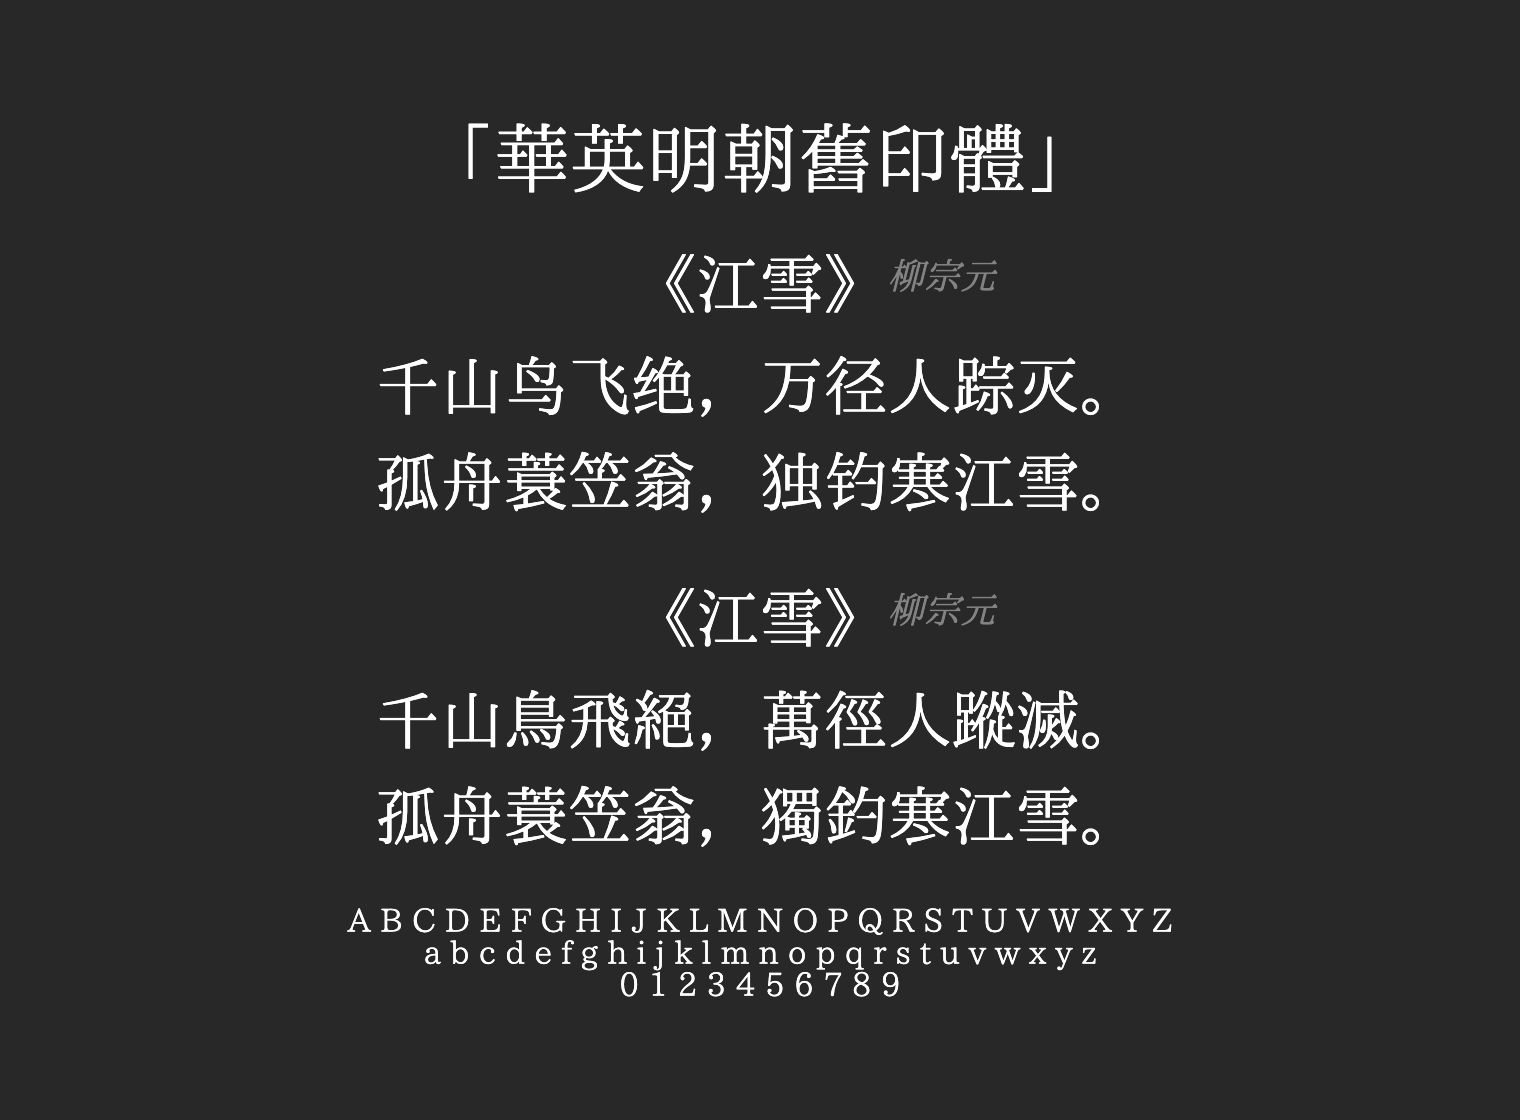 「華英明朝舊印體」
《江雪》 柳宗元
千山鸟飞绝，万径人踪灭。
孤舟蓑笠翁，独钓寒江雪。
《江雪》 柳宗元
千山鳥飛絕，萬徑人蹤滅。
孤舟蓑笠翁，獨釣寒江雪。
A B C D E F G H I J K L M N O P Q R S T U V W X Y Z
a b c d e f g h i j k l m n o p q r s t u v w x y z
0 1 2 3 4 5 6 7 8 9